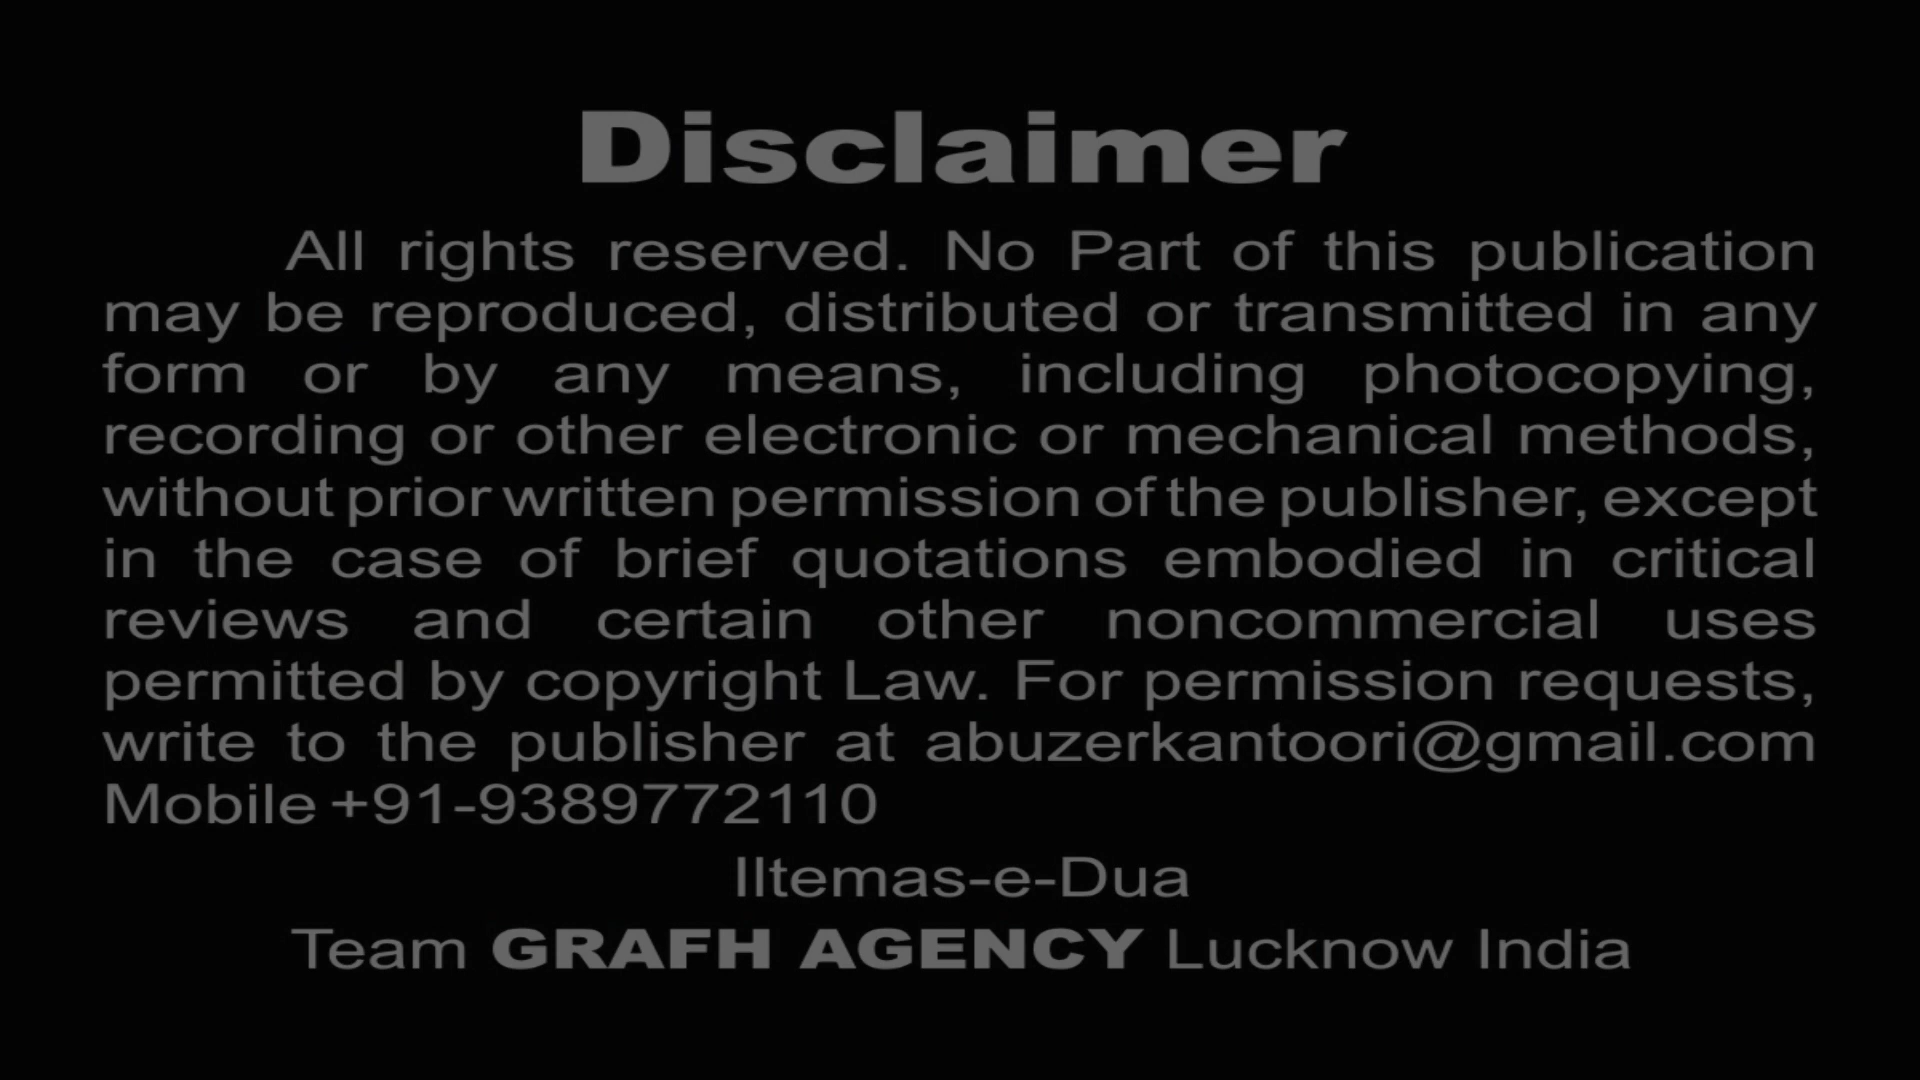 Disclaimer
All rights reserved. No Part of this publication
may be reproduced, distributed or transmitted in any
form or by any means, including photocopying,
recording or other electronic or mechanical methods,
without prior written permission of the publisher, except
in the case of brief quotations embodied in critical
reviews and certain other noncommercial uses
permitted by copyright Law. For permission requests,
write to the publisher at abuzerkantoori@gmail.com
Mobile +91-9389772110
Iltemas-e-Dua
Team GRAFH AGENCY Lucknow India